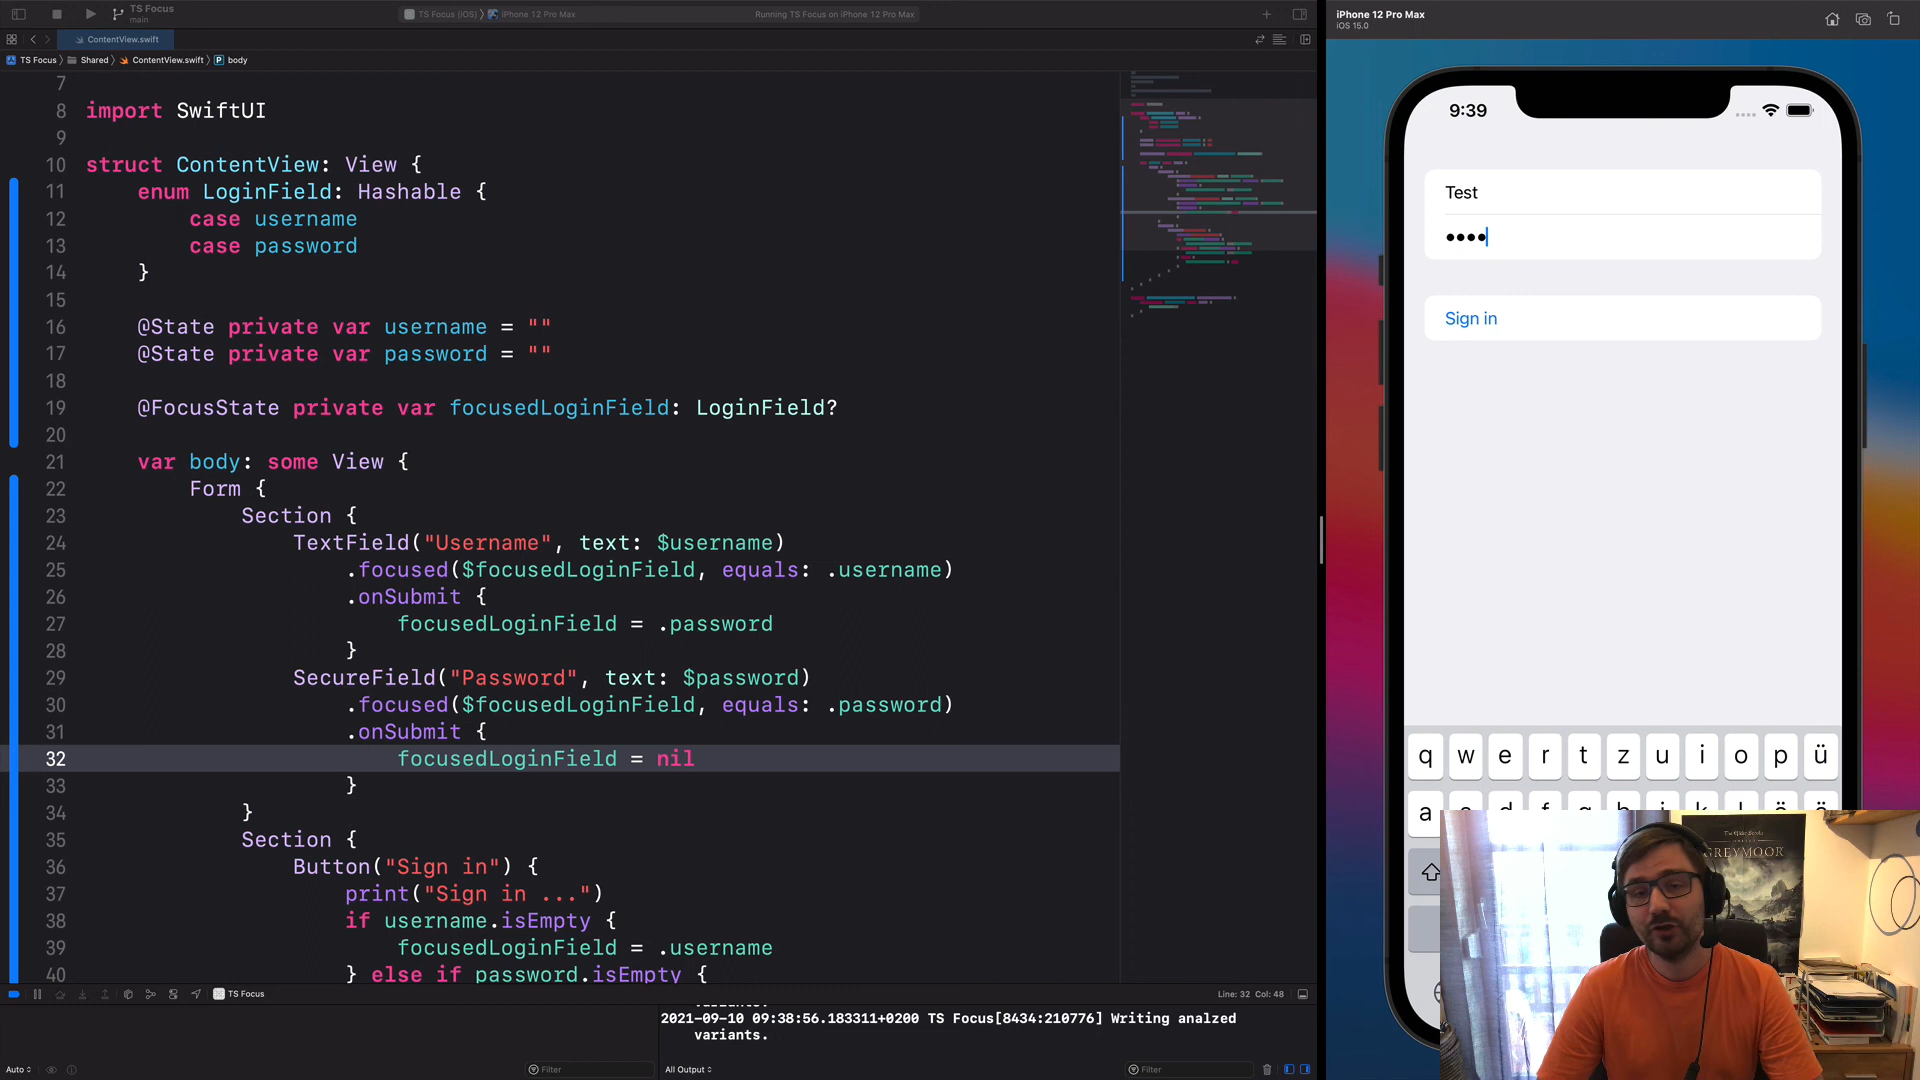 TS Focus
main
TS Focus (iOS)
iPhone 12 Pro Max
Running TS Focus on iPhone 12 Pro Max
ContentView.swift
TS Focus
Shared
ContentView.swift
P
body
7
8 import SwiftUI
9
10 struct ContentView: View {
11 enum LoginField: Hashable {
12 case username
13 case password
14 }
15
16 @State private var username = ""
17 @State private var password = ""
18
19 @FocusState private var focusedLoginField: LoginField?
20
21 var body: some View {
22 Form {
23 Section {
24 TextField("Username", text: $username)
25 .focused($focusedLoginField, equals: .username)
26 .onSubmit {
27 focusedLoginField = .password
28 }
29 SecureField("Password", text: $password)
30 .focused($focusedLoginField, equals: .password)
31 .onSubmit {
32 focusedLoginField = nil
33 }
34 }
35 Section {
36 Button("Sign in") {
37 print("Sign in ...")
38 if username.isEmpty {
39 focusedLoginField = .username
40 } else if password.isEmpty {
TS Focus
Line: 32 Col: 48
variants.
2021-09-10 09:38:56.183311+0200 TS Focus[8434:210776] Writing analzed
variants.
Auto
Filter
All Output
Filter
iPhone 12 Pro Max
iOS 15.0
9:39
Test
••••
Sign in
q w e r t z u i o p ü
a s d f g h j k l ö ä
The Elder Scrolls
GREYMOOR